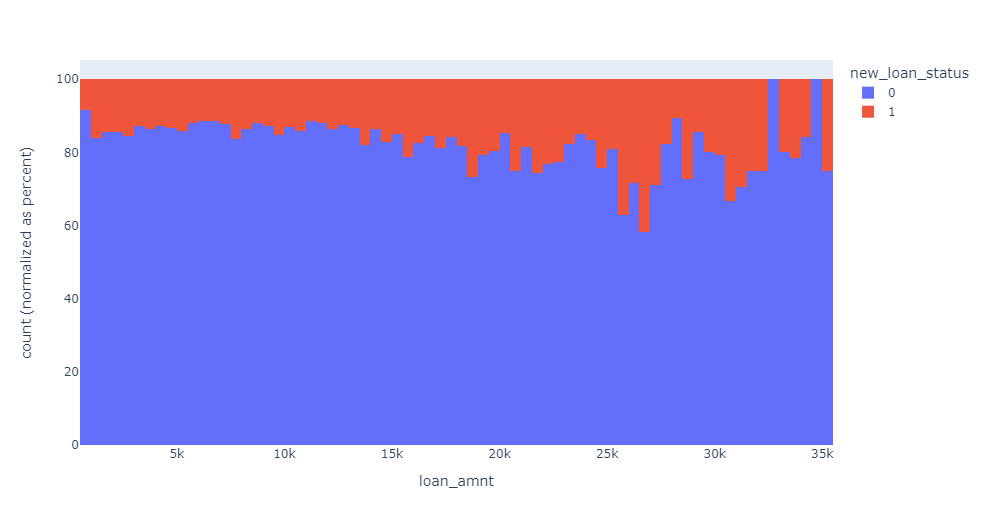 new_loan_status
0
1
100
80
60
40
20
0
count (normalized as percent)
5k
10k
15k
20k
25k
30k
35k
loan_amnt